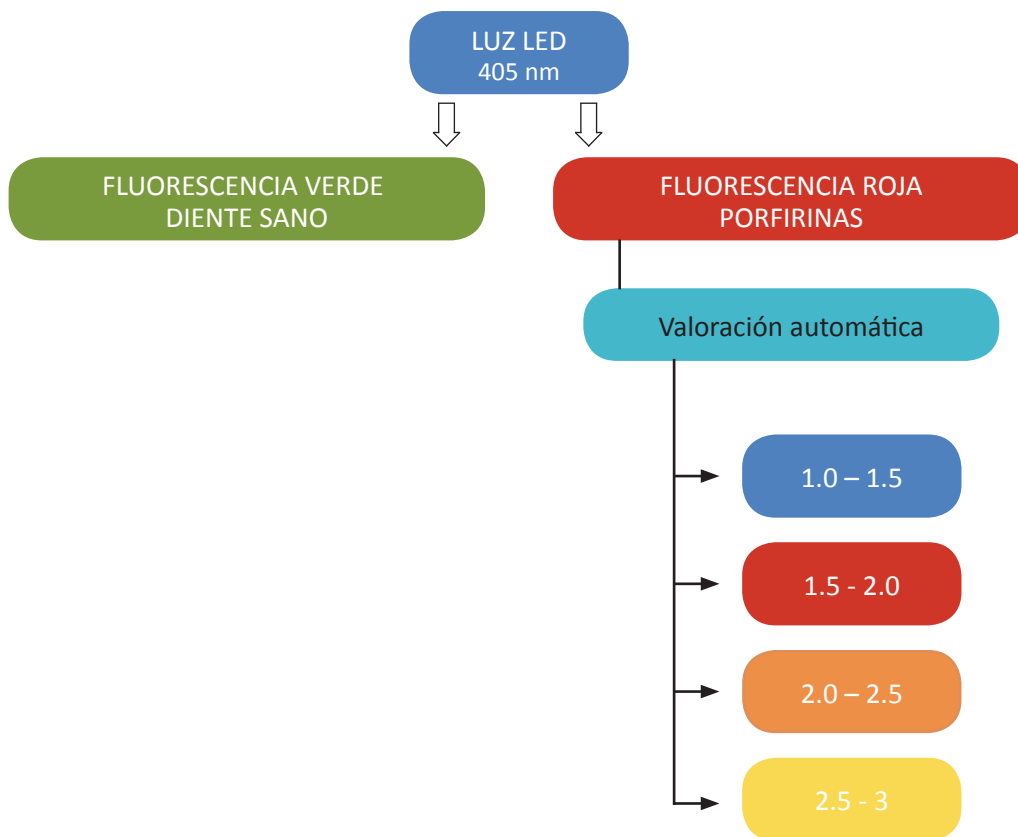 LUZ LED
405 nm
FLUORESCENCIA VERDE
DIENTE SANO
FLUORESCENCIA ROJA
PORFIRINAS
Valoración automática
1.0 – 1.5
1.5 - 2.0
2.0 – 2.5
2.5 - 3